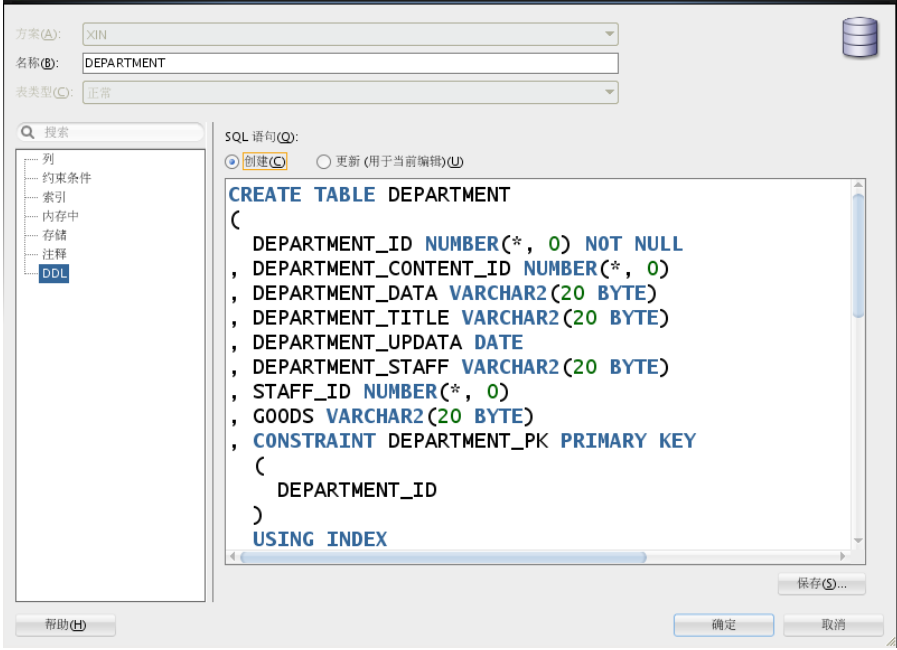 方案(A):
XIN
名称(B):
DEPARTMENT
表类型(C):
正常
搜索
列
约束条件
索引
内存中
存储
注释
DDL
SQL 语句(Q):
创建(C)
更新 (用于当前编辑)(U)
CREATE TABLE DEPARTMENT
(
DEPARTMENT_ID NUMBER(*, 0) NOT NULL
, DEPARTMENT_CONTENT_ID NUMBER(*, 0)
, DEPARTMENT_DATA VARCHAR2(20 BYTE)
, DEPARTMENT_TITLE VARCHAR2(20 BYTE)
, DEPARTMENT_UPDATA DATE
, DEPARTMENT_STAFF VARCHAR2(20 BYTE)
, STAFF_ID NUMBER(*, 0)
, GOODS VARCHAR2(20 BYTE)
, CONSTRAINT DEPARTMENT_PK PRIMARY KEY
(
DEPARTMENT_ID
)
USING INDEX
保存(S)...
帮助(H)
确定
取消